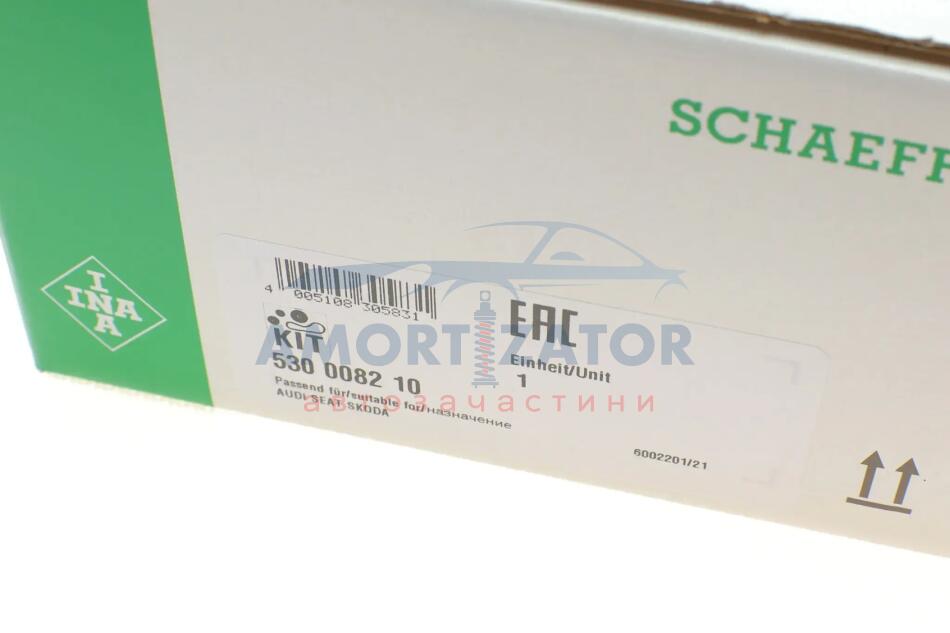 SCHAEFF
I
INA
A
4 005108 305831
EAC
KIT
AMORTIZATOR
530 0082 10
Einheit/Unit
1
Passend für/suitable for/назначение
AUDI SEAT SKODA
автозачастини
6002201/21